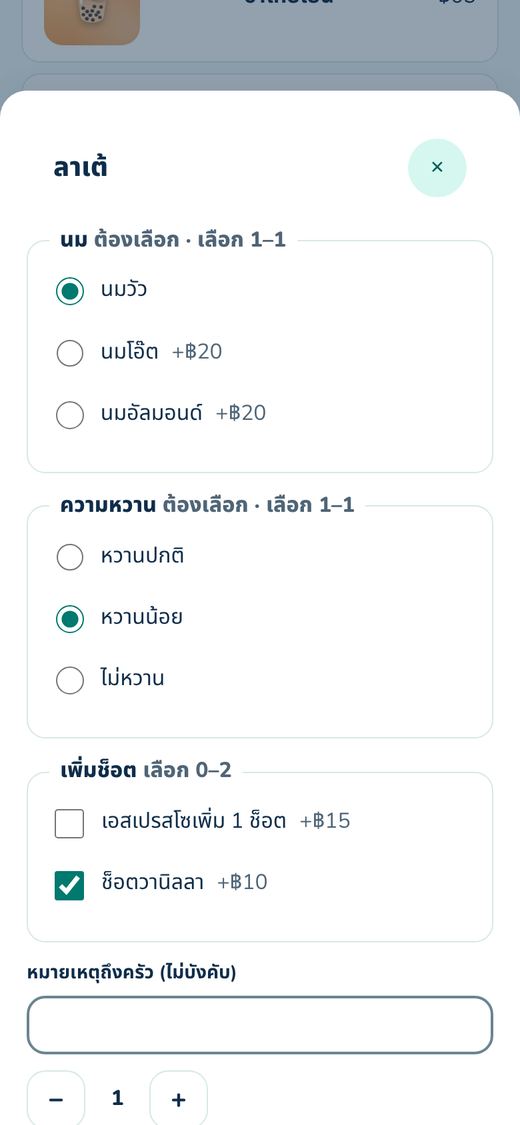 ลาเต้
×
นม ต้องเลือก · เลือก 1–1
นมวัว
นมโอ๊ต +฿20
นมอัลมอนด์ +฿20
ความหวาน ต้องเลือก · เลือก 1–1
หวานปกติ
หวานน้อย
ไม่หวาน
เพิ่มช็อต เลือก 0–2
เอสเปรสโซเพิ่ม 1 ช็อต +฿15
ช็อตวานิลลา +฿10
หมายเหตุถึงครัว (ไม่บังคับ)
− 1 +